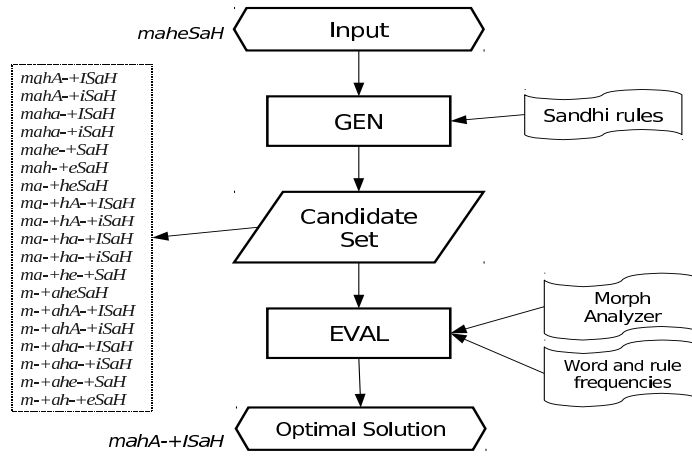 maheSaH
Input
mahA-+ISaH
mahA-+iSaH
maha-+ISaH
maha-+iSaH
mahe-+SaH
mah-+eSaH
ma-+heSaH
ma-+hA-+ISaH
ma-+hA-+iSaH
ma-+ha-+ISaH
ma-+ha-+iSaH
ma-+he-+SaH
m-+aheSaH
m-+ahA-+ISaH
m-+ahA-+iSaH
m-+aha-+ISaH
m-+aha-+iSaH
m-+ahe-+SaH
m-+ah-+eSaH
GEN
Sandhi rules
Candidate
Set
EVAL
Morph
Analyzer
Word and rule
frequencies
mahA-+ISaH
Optimal Solution